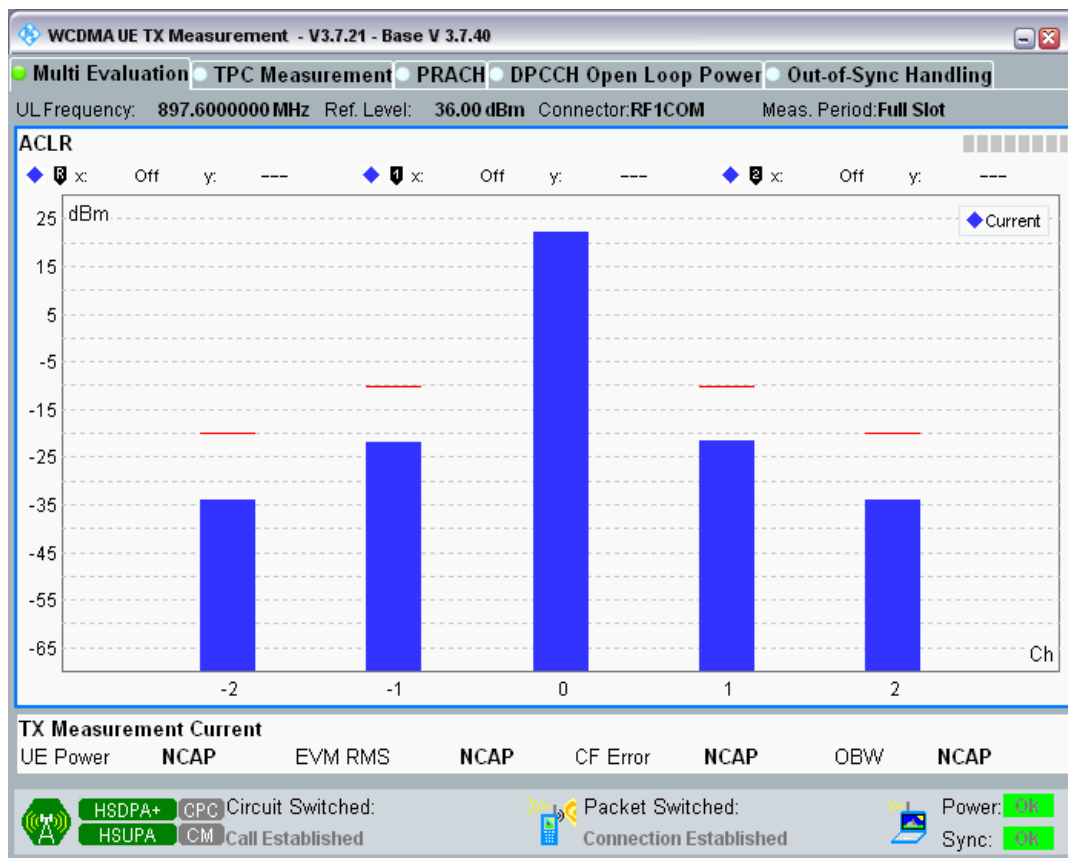 WCDMA UE TX Measurement - V3.7.21 - Base V 3.7.40
Multi Evaluation TPC Measurement PRACH DPCCH Open Loop Power Out-of-Sync Handling
UL Frequency: 897.6000000 MHz Ref. Level: 36.00 dBm Connector:RF1COM Meas. Period:Full Slot
ACLR
R x: Off y: --- 1 x: Off y: --- 2 x: Off y: ---
dBm
Current
25
15
5
-5
-15
-25
-35
-45
-55
-65
Ch
-2 -1 0 1 2
TX Measurement Current
UE Power NCAP EVM RMS NCAP CF Error NCAP OBW NCAP
HSDPA+ CPC Circuit Switched: Packet Switched: Power: OK
HSUPA CM Call Established Connection Established Sync: OK